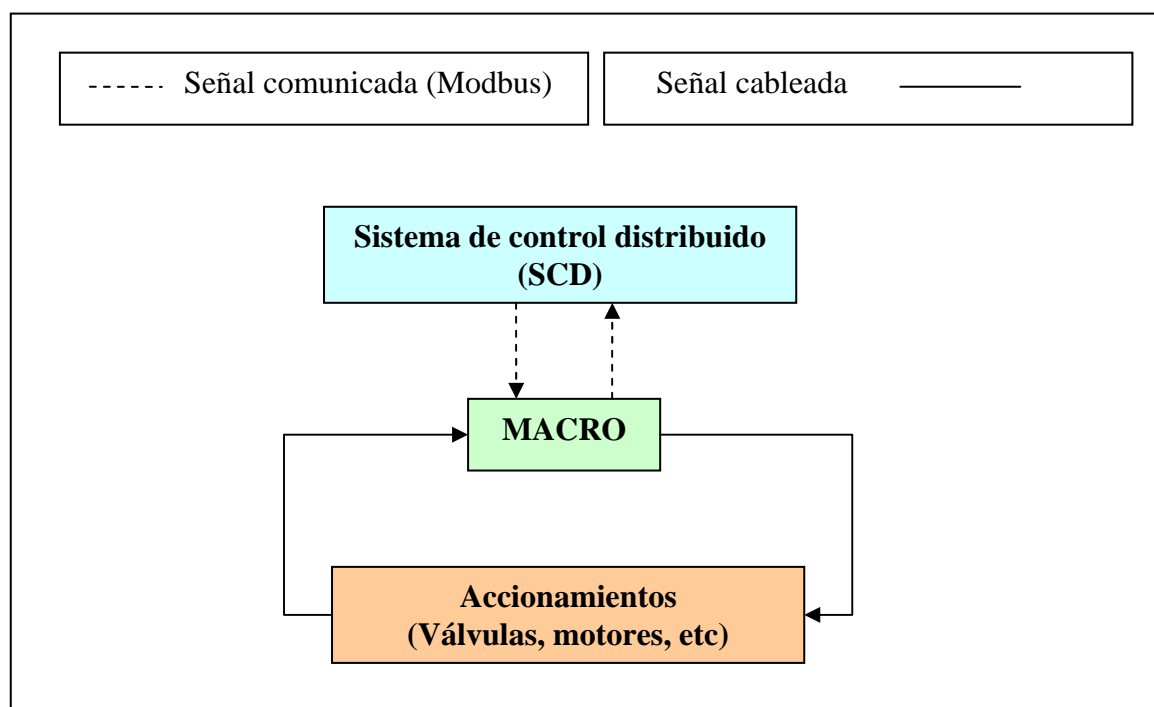 Señal comunicada (Modbus)
Señal cableada
Sistema de control distribuido
(SCD)
MACRO
Accionamientos
(Válvulas, motores, etc)